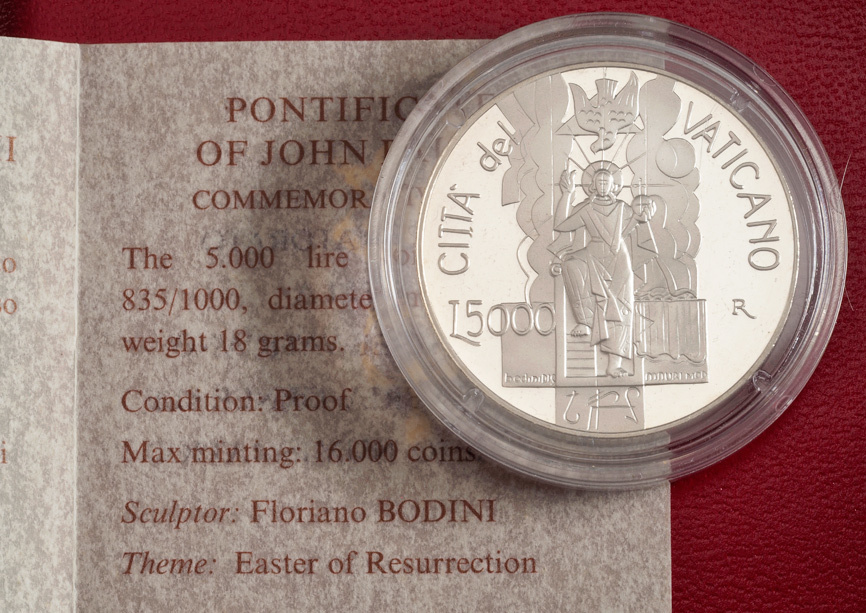 PONTIFIC
OF JOHN
COMMEMOR
The 5.000 lire
835/1000, diamete
weight 18 grams.
Condition: Proof
Max minting: 16.000 coins.
Sculptor: Floriano BODINI
Theme: Easter of Resurrection
CITTA' del VATICANO
L5000
R
I
o
so
i